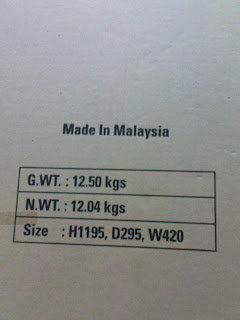 Made In Malaysia
G.WT. : 12.50 kgs
N.WT. : 12.04 kgs
Size : H1195, D295, W420